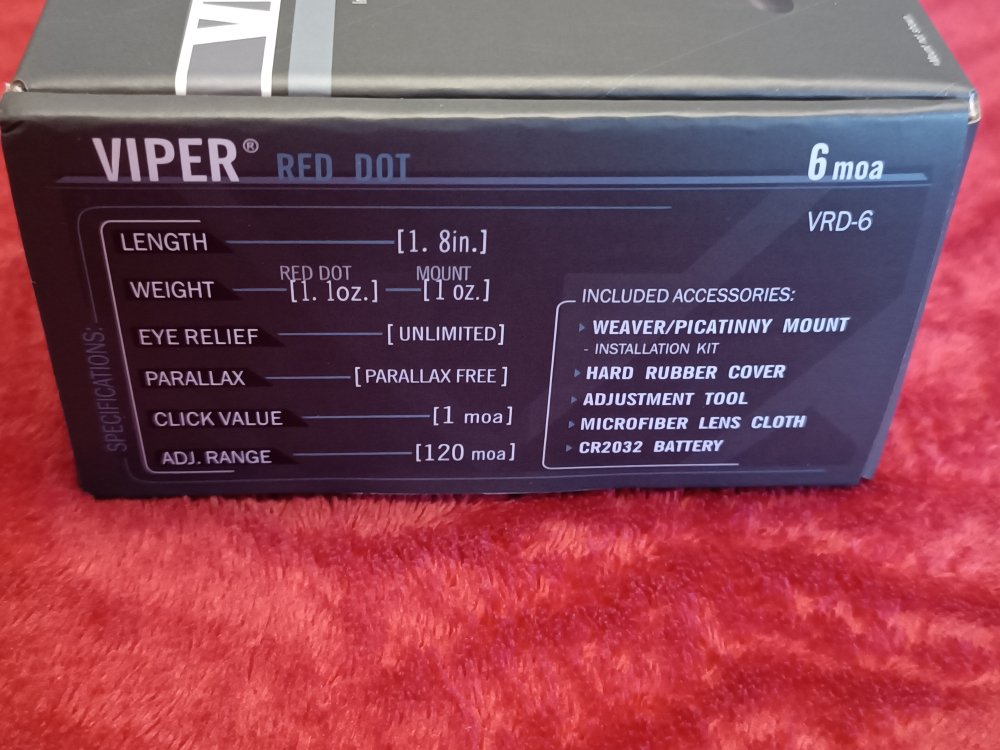 VIPER® RED DOT
6 moa
VRD-6
SPECIFICATIONS:
LENGTH [1. 8in.]
RED DOT MOUNT
WEIGHT [1. 1oz.] [1 oz.]
EYE RELIEF [UNLIMITED]
PARALLAX [PARALLAX FREE]
CLICK VALUE [1 moa]
ADJ. RANGE [120 moa]
INCLUDED ACCESSORIES:
WEAVER/PICATINNY MOUNT
- INSTALLATION KIT
HARD RUBBER COVER
ADJUSTMENT TOOL
MICROFIBER LENS CLOTH
CR2032 BATTERY